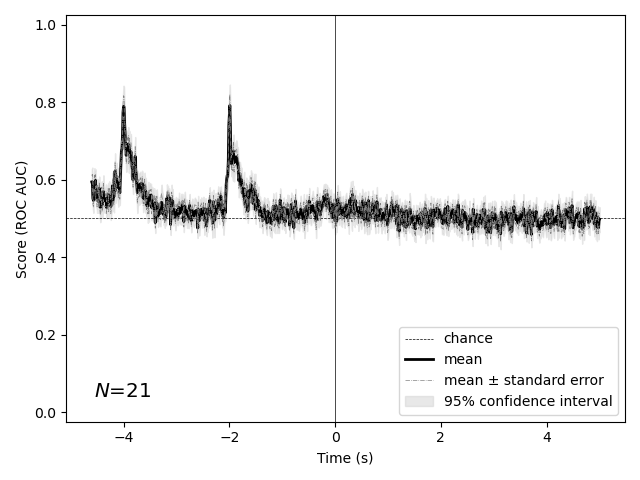 1.0
0.8
0.6
0.4
0.2
0.0
Score (ROC AUC)
N=21
chance
mean
mean ± standard error
95% confidence interval
−4 −2 0 2 4
Time (s)